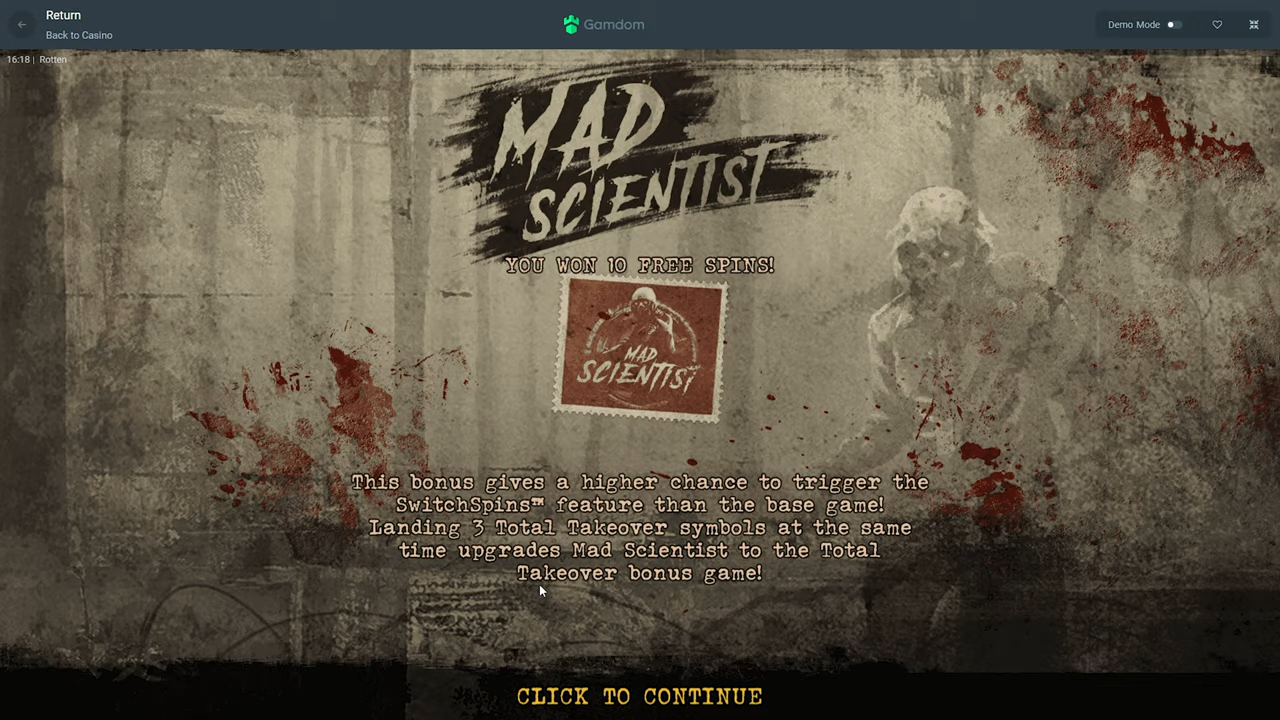 Return
Back to Casino
Gamdom
Demo Mode
16:18 | Rotten
MAD
SCIENTIST
YOU WON 10 FREE SPINS!
MAD
SCIENTIST
This bonus gives a higher chance to trigger the
SwitchSpins™ feature than the base game!
Landing 3 Total Takeover symbols at the same
time upgrades Mad Scientist to the Total
Takeover bonus game!
CLICK TO CONTINUE